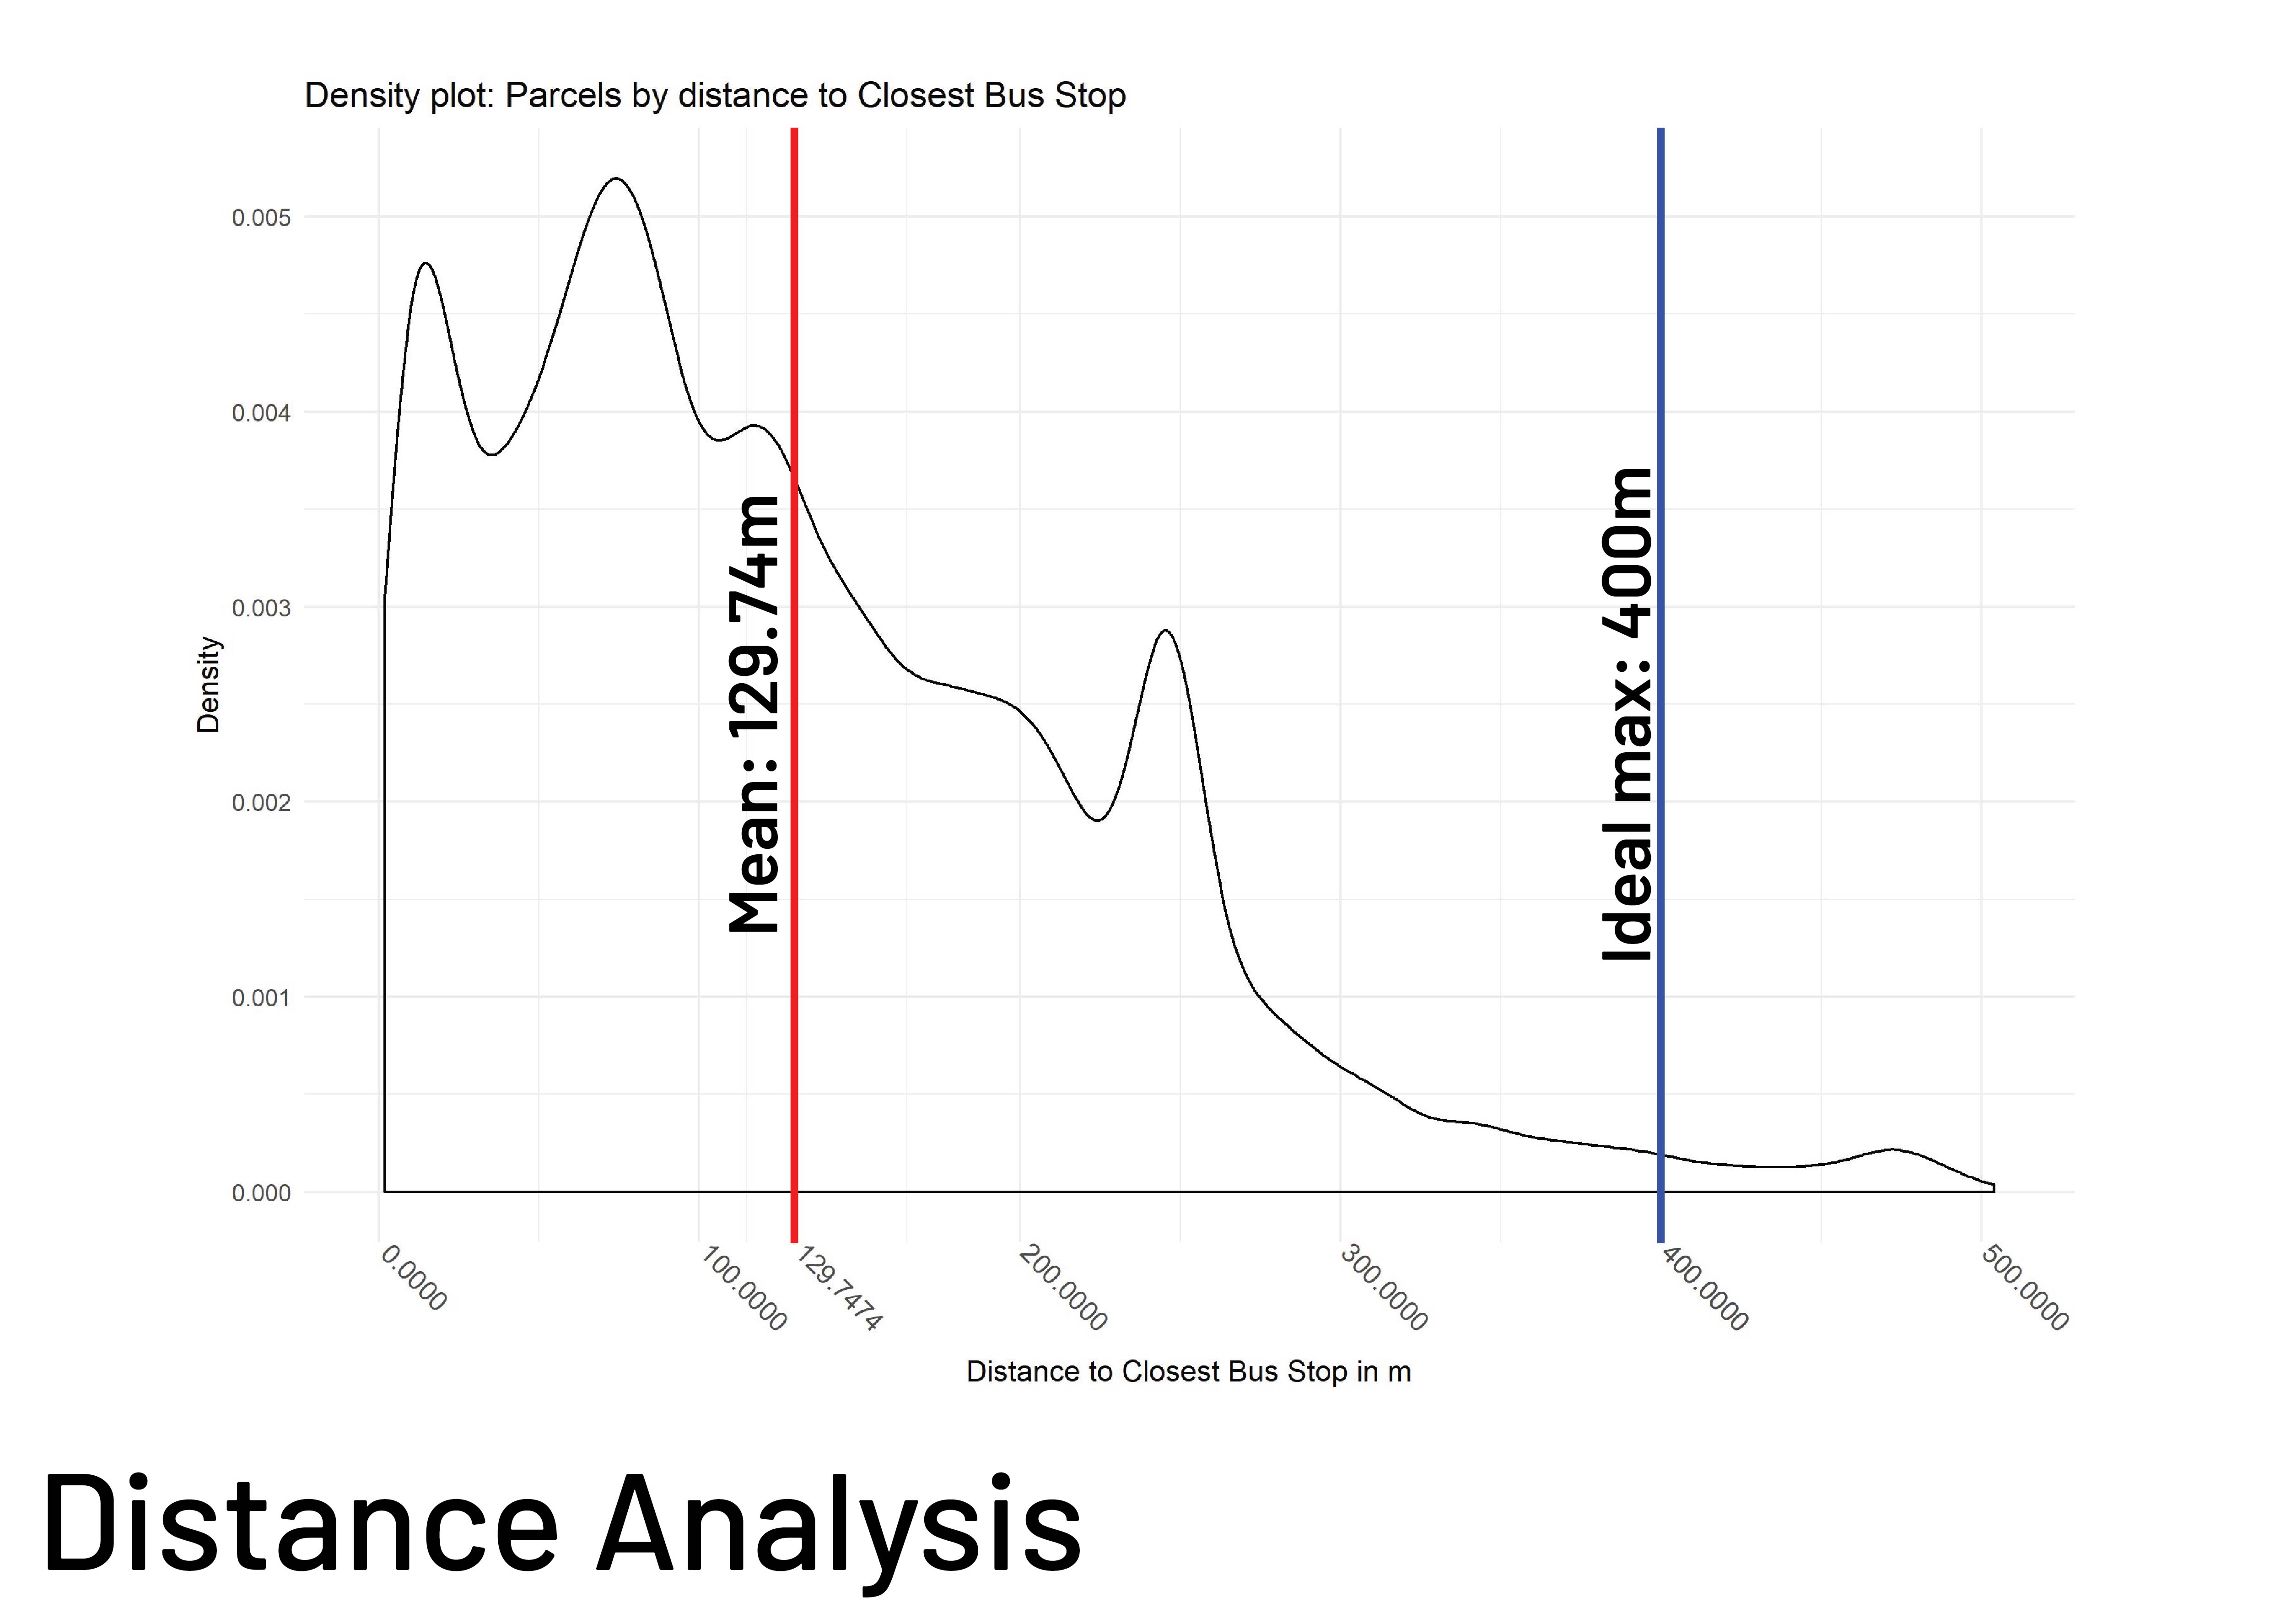 Density plot: Parcels by distance to Closest Bus Stop
0.005
0.004
0.003
0.002
0.001
0.000
Density
Mean: 129.74m
Ideal max: 400m
0.0000
100.0000
129.7474
200.0000
300.0000
400.0000
500.0000
Distance to Closest Bus Stop in m
Distance Analysis